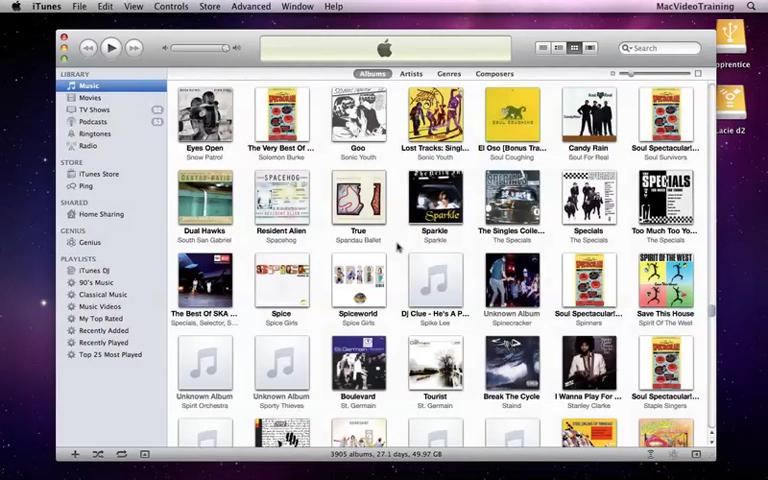 iTunes File Edit View Controls Store Advanced Window Help MacVideoTraining
Search
Albums Artists Genres Composers
LIBRARY
Music
Movies
TV Shows
Podcasts
Ringtones
Radio
STORE
iTunes Store
Ping
SHARED
Home Sharing
GENIUS
Genius
PLAYLISTS
iTunes DJ
90's Music
Classical Music
Music Videos
My Top Rated
Recently Added
Recently Played
Top 25 Most Played
Eyes Open The Very Best Of ... Goo Lost Tracks: Singl... El Oso [Bonus Tra... Candy Rain Soul Spectacular!...
Snow Patrol Solomon Burke Sonic Youth Sonic Youth Soul Coughing Soul For Real Soul Survivors
Dual Hawks Resident Alien True Sparkle The Singles Colle... Specials Too Much Too Yo...
South San Gabriel Spacehog Spandau Ballet Sparkle The Specials The Specials The Specials
The Best Of SKA ... Spice Spiceworld Dj Clue - He's A P... Unknown Album Soul Spectacular!... Save This House
Specials, Selector, S... Spice Girls Spice Girls Spike Lee Spinecracker Spinners Spirit Of The West
Unknown Album Unknown Album Boulevard Tourist Break The Cycle I Wanna Play For ... Soul Spectacular!...
Spirit Orchestra Sporty Thieves St. Germain St. Germain Staind Stanley Clarke Staple Singers
3905 albums, 27.1 days, 49.97 GB
pprentice
Lacie d2